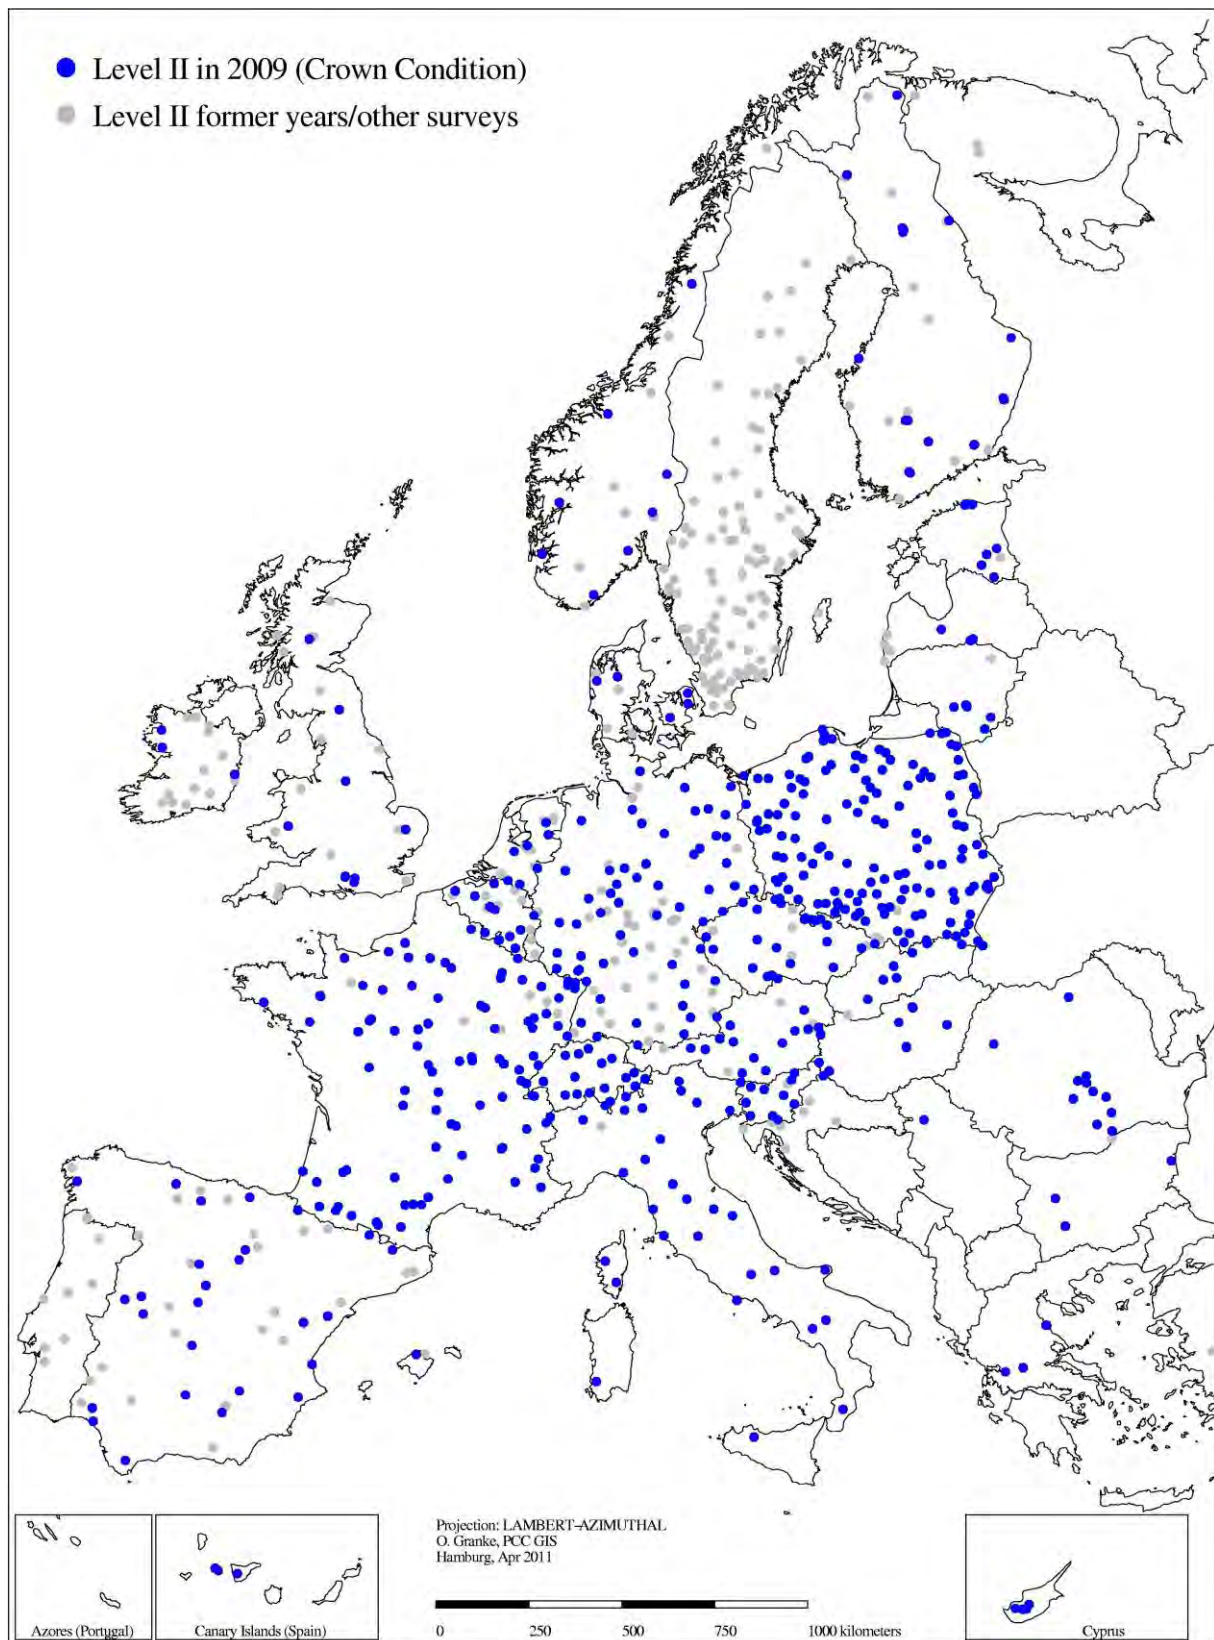 Level II in 2009 (Crown Condition)
Level II former years/other surveys
Projection: LAMBERT-AZIMUTHAL
O. Granke, PCC GIS
Hamburg, Apr 2011
Azores (Portugal)
Canary Islands (Spain)
0 250 500 750 1000 kilometers
Cyprus